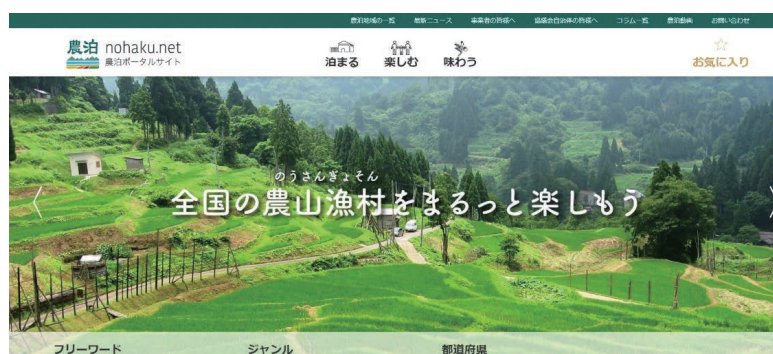 農泊地域の一覧 最新ニュース 事業者の皆様へ 協議会自治体の皆様へ コラム一覧 農泊動画 お問い合わせ
農泊 nohaku.net
農泊ポータルサイト
泊まる 楽しむ 味わう お気に入り
のうさんぎょそん
全国の農山漁村をまるっと楽しもう
フリーワード ジャンル 都道府県